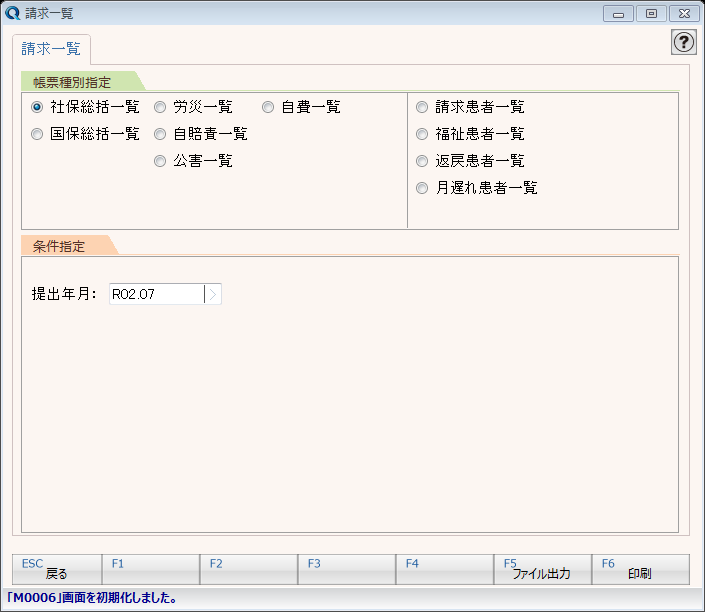 請求一覧
請求一覧
?
帳票種別指定
社保総括一覧 労災一覧 自費一覧 請求患者一覧
国保総括一覧 自賠責一覧 福祉患者一覧
公害一覧 返戻患者一覧
月遅れ患者一覧
条件指定
提出年月: R02.07
ESC 戻る F1 F2 F3 F4 F5 ファイル出力 F6 印刷
「M0006」画面を初期化しました。